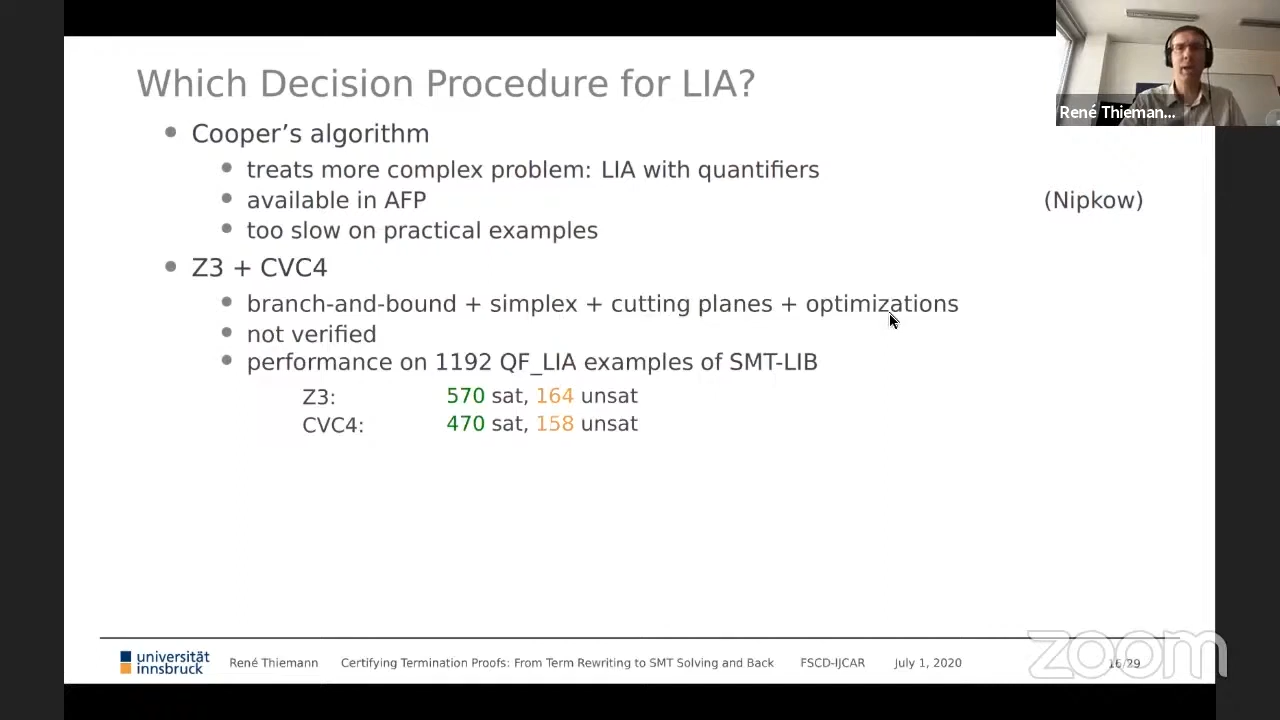 Which Decision Procedure for LIA?
René Thieman...
Cooper's algorithm
treats more complex problem: LIA with quantifiers
available in AFP (Nipkow)
too slow on practical examples
Z3 + CVC4
branch-and-bound + simplex + cutting planes + optimizations
not verified
performance on 1192 QF_LIA examples of SMT-LIB
Z3: 570 sat, 164 unsat
CVC4: 470 sat, 158 unsat
universität
innsbruck
René Thiemann Certifying Termination Proofs: From Term Rewriting to SMT Solving and Back FSCD-IJCAR July 1, 2020 16/29
zoom